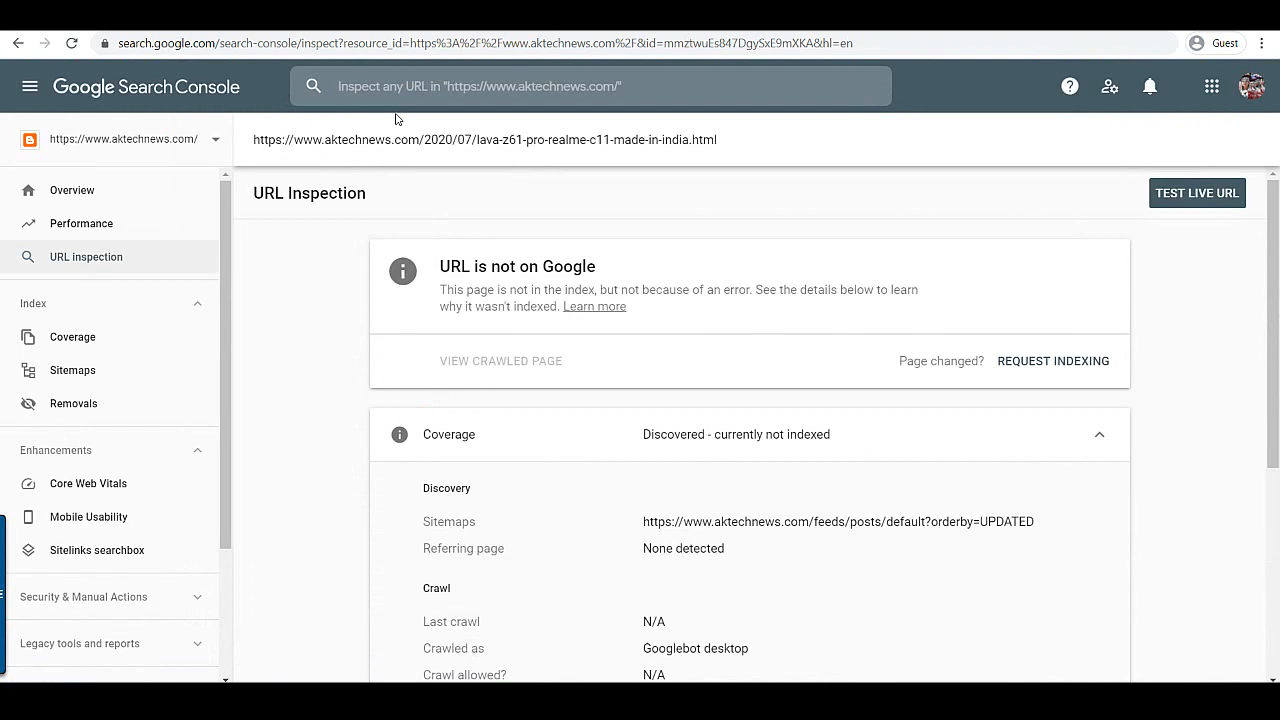 search.google.com/search-console/inspect?resource_id=https%3A%2F%2Fwww.aktechnews.com%2F&id=mmztwuEs847DgySxE9mXKA&hl=en
Guest
Google Search Console
Inspect any URL in "https://www.aktechnews.com/"
https://www.aktechnews.com/
https://www.aktechnews.com/2020/07/lava-z61-pro-realme-c11-made-in-india.html
Overview
Performance
URL inspection
Index
Coverage
Sitemaps
Removals
Enhancements
Core Web Vitals
Mobile Usability
Sitelinks searchbox
Security & Manual Actions
Legacy tools and reports
URL Inspection
TEST LIVE URL
URL is not on Google
This page is not in the index, but not because of an error. See the details below to learn
why it wasn't indexed. Learn more
VIEW CRAWLED PAGE
Page changed? REQUEST INDEXING
Coverage Discovered - currently not indexed
Discovery
Sitemaps https://www.aktechnews.com/feeds/posts/default?orderby=UPDATED
Referring page None detected
Crawl
Last crawl N/A
Crawled as Googlebot desktop
Crawl allowed? N/A